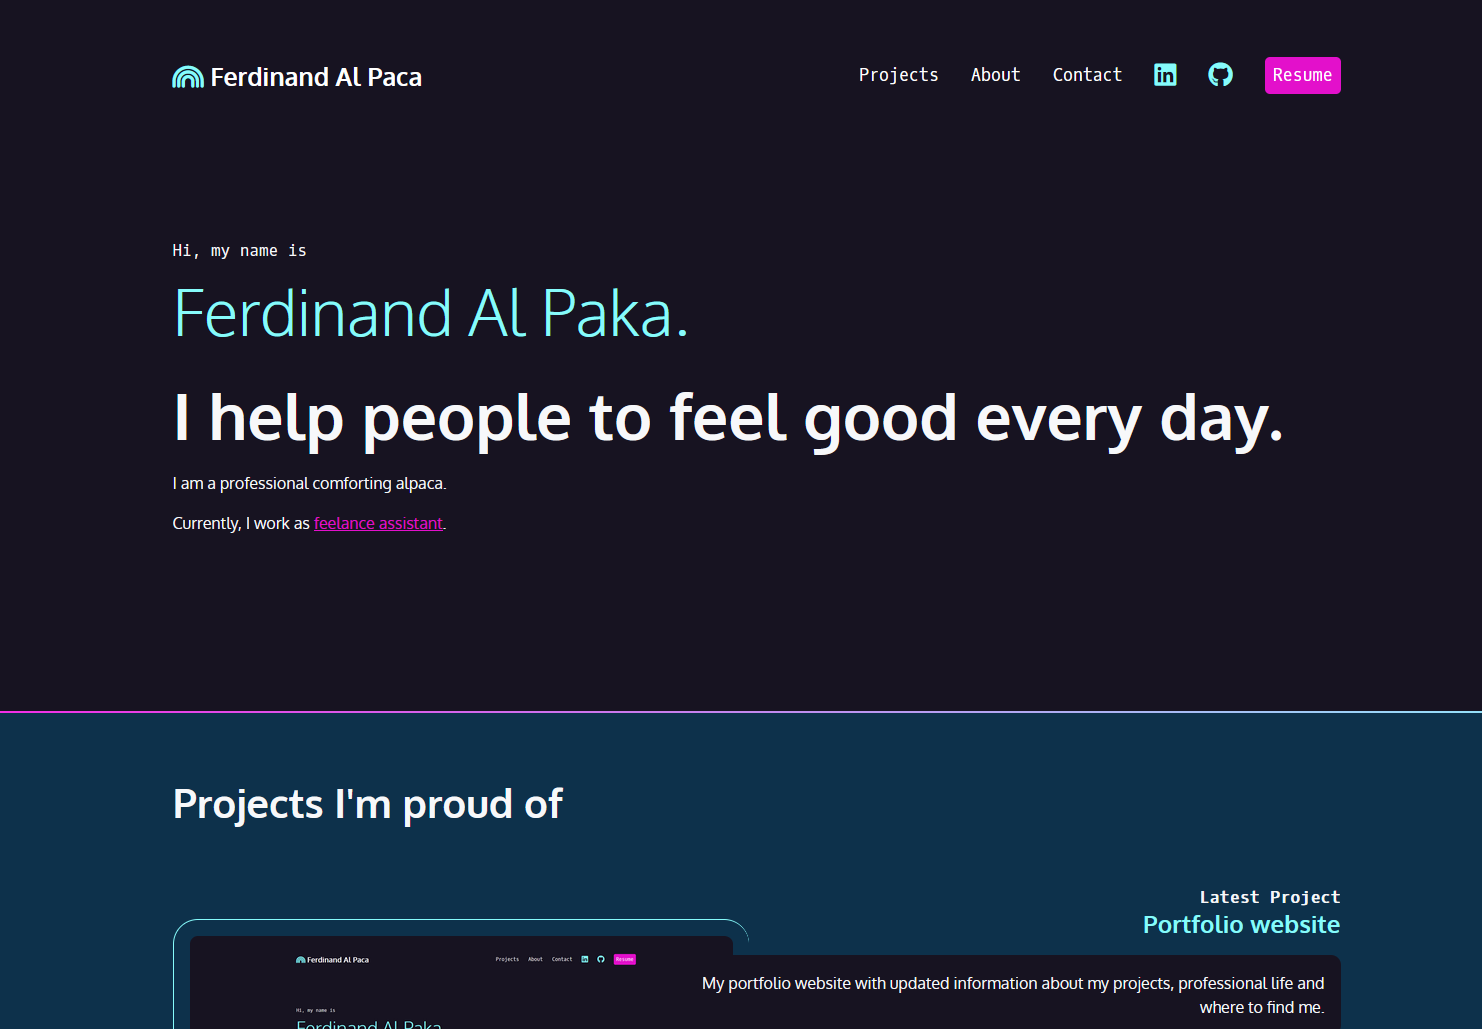 Ferdinand Al Paca
Projects About Contact Resume
Hi, my name is
Ferdinand Al Paka.
I help people to feel good every day.
I am a professional comforting alpaca.
Currently, I work as feelance assistant.
Projects I'm proud of
Latest Project
Portfolio website
Ferdinand Al Paca
Projects About Contact Resume
My portfolio website with updated information about my projects, professional life and
where to find me.
Hi, my name is
Ferdinand Al Paka